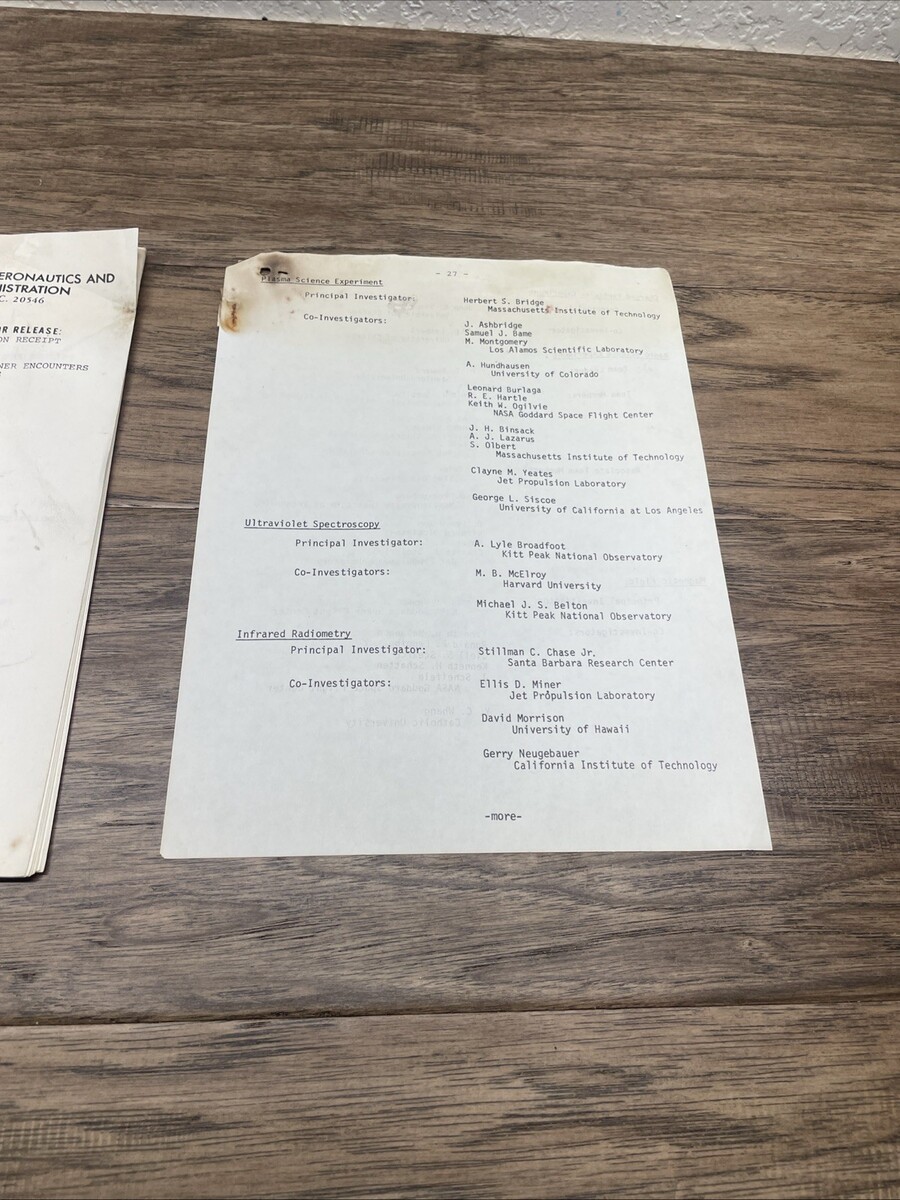 ERONAUTICS AND
NISTRATION
C. 20546
OR RELEASE:
ON RECEIPT
NER ENCOUNTERS
- 27 -
Plasma Science Experiment
Principal Investigator:
Herbert S. Bridge
Massachusetts Institute of Technology
Co-Investigators:
J. Ashbridge
Samuel J. Bame
M. Montgomery
Los Alamos Scientific Laboratory
A. Hundhausen
University of Colorado
Leonard Burlaga
R. E. Hartle
Keith W. Ogilvie
NASA Goddard Space Flight Center
J. H. Binsack
A. J. Lazarus
S. Olbert
Massachusetts Institute of Technology
Clayne M. Yeates
Jet Propulsion Laboratory
George L. Siscoe
University of California at Los Angeles
Ultraviolet Spectroscopy
Principal Investigator:
A. Lyle Broadfoot
Kitt Peak National Observatory
Co-Investigators:
M. B. McElroy
Harvard University
Michael J. S. Belton
Kitt Peak National Observatory
Infrared Radiometry
Principal Investigator:
Stillman C. Chase Jr.
Santa Barbara Research Center
Co-Investigators:
Ellis D. Miner
Jet Propulsion Laboratory
David Morrison
University of Hawaii
Gerry Neugebauer
California Institute of Technology
-more-